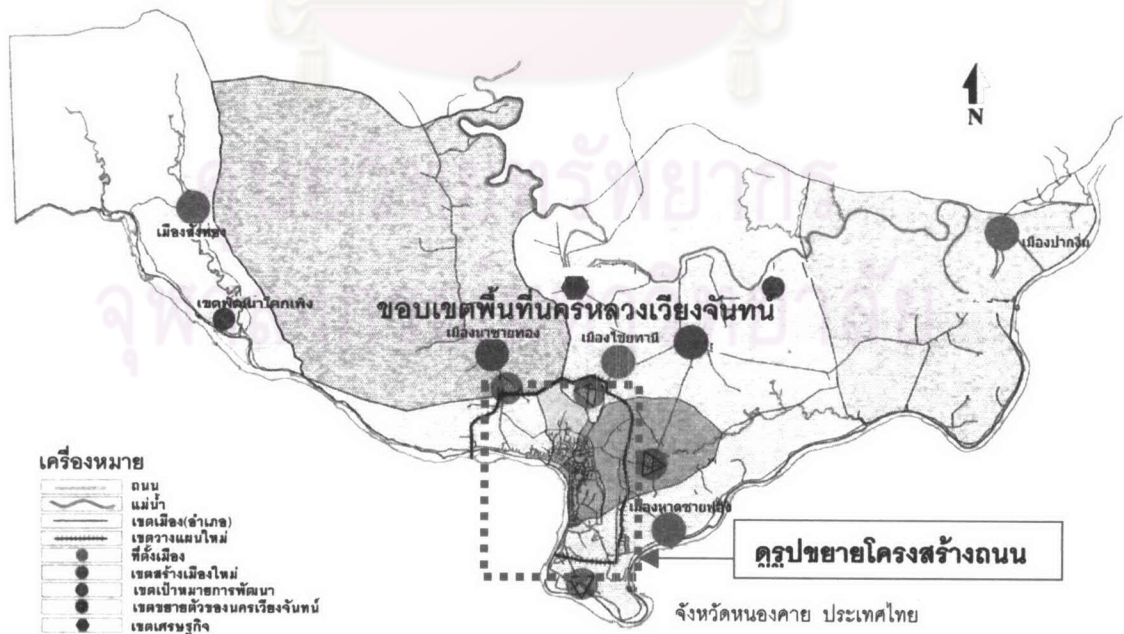 N
เมืองสังทอง
เมืองปากงื่ม
เขตพัฒนาโคกเพิง
ขอบเขตพื้นที่นครหลวงเวียงจันทน์
เมืองนาซายทอง
เมืองไซยทานี
เมืองหาดซายฟอง
เครื่องหมาย
ถนน
แม่น้ำ
เขตเมือง(อำเภอ)
เขตวางแผนใหม่
ที่ตั้งเมือง
เขตสร้างเมืองใหม่
เขตเป้าหมายการพัฒนา
เขตขยายตัวของนครเวียงจันทน์
เขตเศรษฐกิจ
ดูรูปขยายโครงสร้างถนน
จังหวัดหนองคาย ประเทศไทย